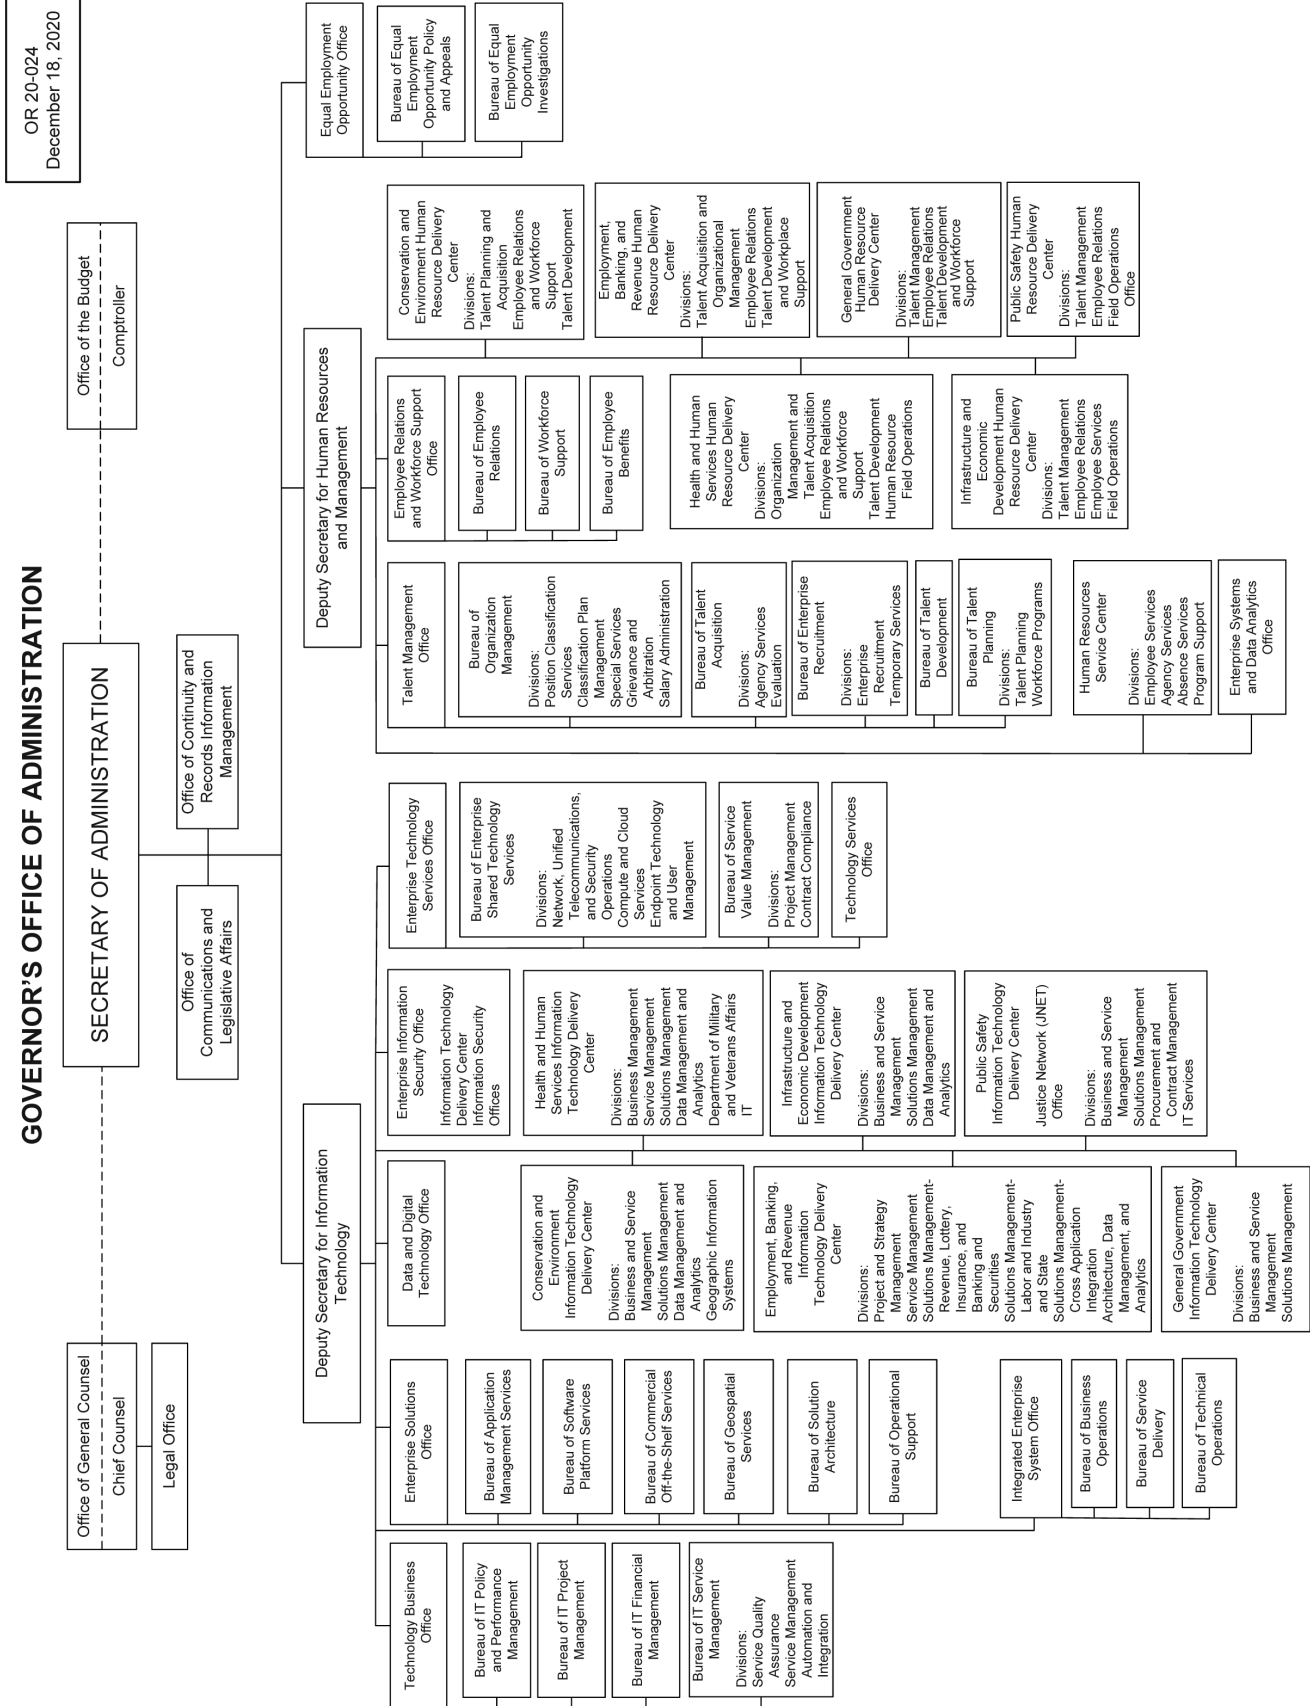 OR 20-024
December 18, 2020
GOVERNOR'S OFFICE OF ADMINISTRATION
Office of General Counsel
Chief Counsel
Legal Office
SECRETARY OF ADMINISTRATION
Office of the Budget
Comptroller
Office of
Communications and
Legislative Affairs
Office of Continuity and
Records Information
Management
Deputy Secretary for Information
Technology
Deputy Secretary for Human Resources
and Management
Equal Employment
Opportunity Office
Bureau of Equal
Employment
Opportunity Policy
and Appeals
Bureau of Equal
Employment
Opportunity
Investigations
Technology Business
Office
Bureau of IT Policy
and Performance
Management
Bureau of IT Project
Management
Bureau of IT Financial
Management
Bureau of IT Service
Management
Divisions:
Service Quality
Assurance
Service Management
Automation and
Integration
Enterprise Solutions
Office
Bureau of Application
Management Services
Bureau of Software
Platform Services
Bureau of Commercial
Off-the-Shelf Services
Bureau of Geospatial
Services
Bureau of Solution
Architecture
Bureau of Operational
Support
Integrated Enterprise
System Office
Bureau of Business
Operations
Bureau of Service
Delivery
Bureau of Technical
Operations
Data and Digital
Technology Office
Conservation and
Environment
Information Technology
Delivery Center
Divisions:
Business and Service
Management
Solutions Management
Data Management and
Analytics
Geographic Information
Systems
Employment, Banking,
and Revenue
Information
Technology Delivery
Center
Divisions:
Project and Strategy
Management
Service Management
Solutions Management-
Revenue, Lottery,
Insurance, and
Banking and
Securities
Solutions Management-
Labor and Industry
and State
Solutions Management-
Cross Application
Integration
Architecture, Data
Management, and
Analytics
General Government
Information Technology
Delivery Center
Divisions:
Business and Service
Management
Solutions Management
Enterprise Information
Security Office
Information Technology
Delivery Center
Information Security
Offices
Health and Human
Services Information
Technology Delivery
Center
Divisions:
Business Management
Service Management
Solutions Management
Data Management and
Analytics
Department of Military
and Veterans Affairs
IT
Infrastructure and
Economic Development
Information Technology
Delivery Center
Divisions:
Business and Service
Management
Solutions Management
Data Management and
Analytics
Public Safety
Information Technology
Delivery Center
Justice Network (JNET)
Office
Divisions:
Business and Service
Management
Solutions Management
Procurement and
Contract Management
IT Services
Enterprise Technology
Services Office
Bureau of Enterprise
Shared Technology
Services
Divisions:
Network, Unified
Telecommunications,
and Security
Operations
Compute and Cloud
Services
Endpoint Technology
and User
Management
Bureau of Service
Value Management
Divisions:
Project Management
Contract Compliance
Technology Services
Office
Talent Management
Office
Bureau of
Organization
Management
Divisions:
Position Classification
Services
Classification Plan
Management
Special Services
Grievance and
Arbitration
Salary Administration
Bureau of Talent
Acquisition
Divisions:
Agency Services
Evaluation
Bureau of Enterprise
Recruitment
Divisions:
Enterprise
Recruitment
Temporary Services
Bureau of Talent
Development
Bureau of Talent
Planning
Divisions:
Talent Planning
Workforce Programs
Human Resources
Service Center
Divisions:
Employee Services
Agency Services
Absence Services
Program Support
Enterprise Systems
and Data Analytics
Office
Employee Relations
and Workforce Support
Office
Bureau of Employee
Relations
Bureau of Workforce
Support
Bureau of Employee
Benefits
Health and Human
Services Human
Resource Delivery
Center
Divisions:
Organization
Management and
Talent Acquisition
Employee Relations
and Workforce
Support
Talent Development
Human Resource
Field Operations
Infrastructure and
Economic
Development Human
Resource Delivery
Center
Divisions:
Talent Management
Employee Relations
Employee Services
Field Operations
Conservation and
Environment Human
Resource Delivery
Center
Divisions:
Talent Planning and
Acquisition
Employee Relations
and Workforce
Support
Talent Development
Employment,
Banking, and
Revenue Human
Resource Delivery
Center
Divisions:
Talent Acquisition and
Organizational
Management
Employee Relations
Talent Development
and Workplace
Support
General Government
Human Resource
Delivery Center
Divisions:
Talent Management
Employee Relations
Talent Development
and Workforce
Support
Public Safety Human
Resource Delivery
Center
Divisions:
Talent Management
Employee Relations
Field Operations
Office